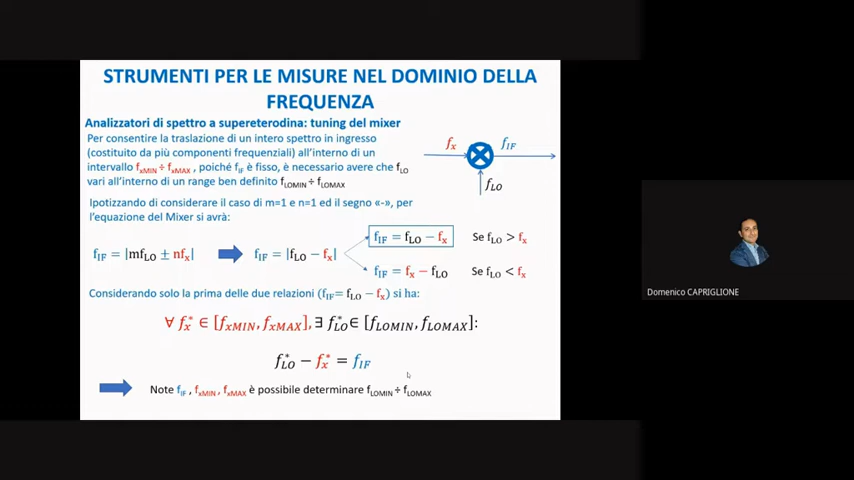 STRUMENTI PER LE MISURE NEL DOMINIO DELLA
FREQUENZA
Analizzatori di spettro a supereterodina: tuning del mixer
Per consentire la traslazione di un intero spettro in ingresso
(costituito da più componenti frequenziali) all'interno di un
intervallo fxMIN ÷ fxMAX , poiché fIF è fisso, è necessario avere che fLO
vari all'interno di un range ben definito fLOMIN ÷ fLOMAX
fx
fIF
fLO
Ipotizzando di considerare il caso di m=1 e n=1 ed il segno «-», per
l'equazione del Mixer si avrà:
fIF = |mfLO ± nfx|
fIF = |fLO − fx|
fIF = fLO − fx
Se fLO > fx
fIF = fx − fLO
Se fLO < fx
Considerando solo la prima delle due relazioni (fIF= fLO − fx) si ha:
∀ fx* ∈ [fxMIN, fxMAX], ∃ fLO* ∈ [fLOMIN, fLOMAX]:
fLO* − fx* = fIF
Note fIF , fxMIN, fxMAX è possibile determinare fLOMIN ÷ fLOMAX
Domenico CAPRIGLIONE